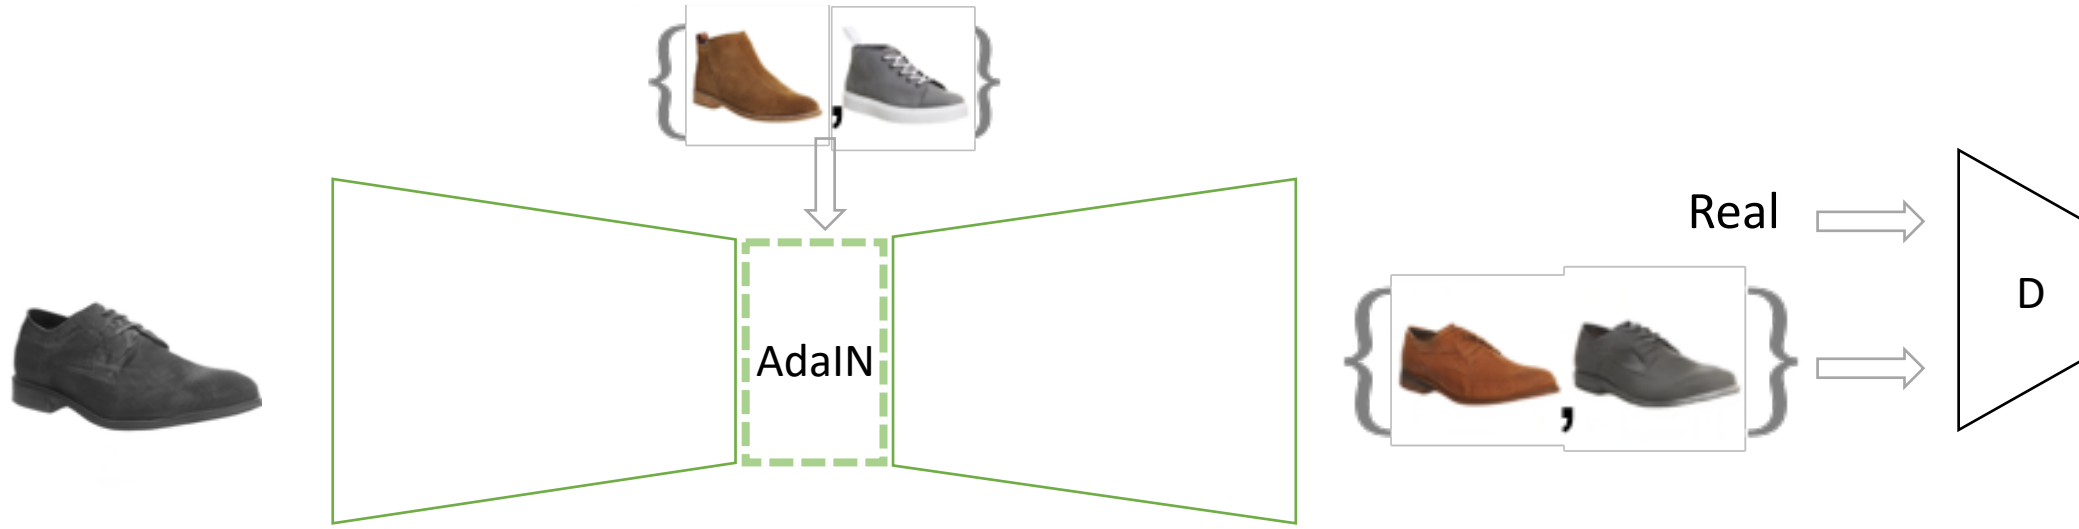 { , }
Real
AdaIN
{ , }
D